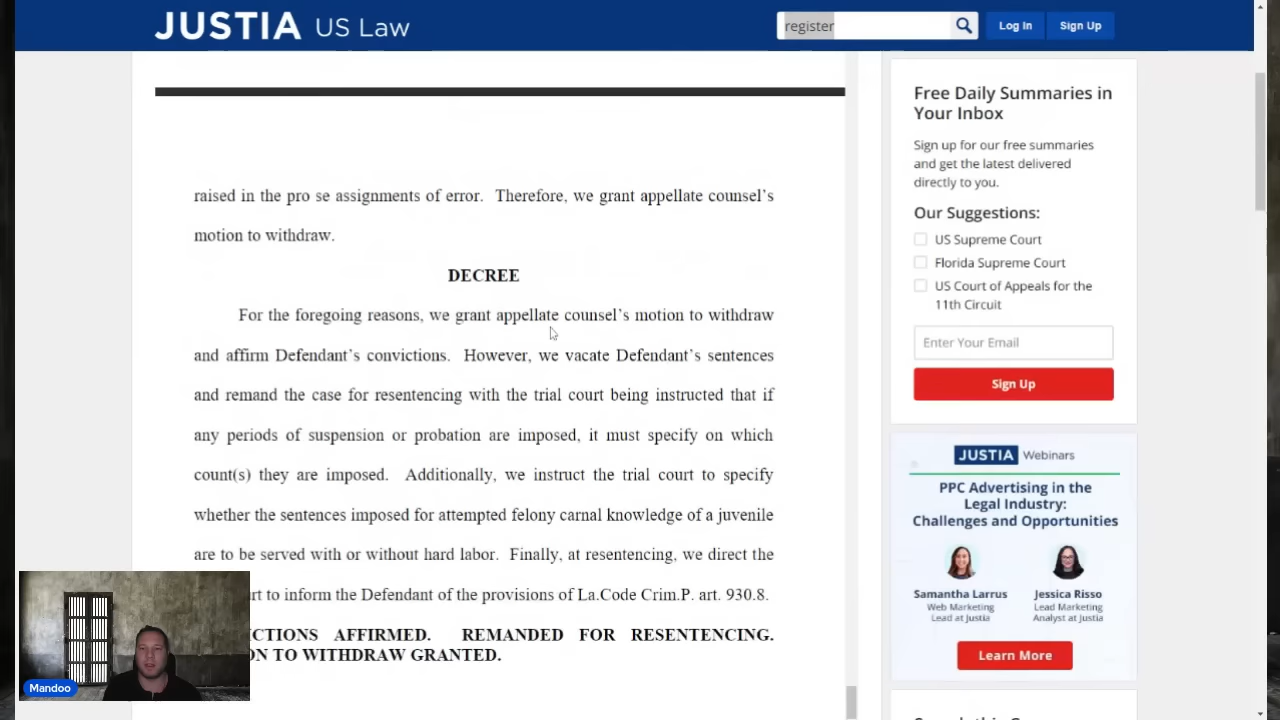 JUSTIA US Law
register
Log In
Sign Up
raised in the pro se assignments of error. Therefore, we grant appellate counsel's
motion to withdraw.
DECREE
For the foregoing reasons, we grant appellate counsel's motion to withdraw
and affirm Defendant's convictions. However, we vacate Defendant's sentences
and remand the case for resentencing with the trial court being instructed that if
any periods of suspension or probation are imposed, it must specify on which
count(s) they are imposed. Additionally, we instruct the trial court to specify
whether the sentences imposed for attempted felony carnal knowledge of a juvenile
are to be served with or without hard labor. Finally, at resentencing, we direct the
rt to inform the Defendant of the provisions of La.Code Crim.P. art. 930.8.
ICTIONS AFFIRMED. REMANDED FOR RESENTENCING.
ON TO WITHDRAW GRANTED.
Mandoo
Free Daily Summaries in
Your Inbox
Sign up for our free summaries
and get the latest delivered
directly to you.
Our Suggestions:
US Supreme Court
Florida Supreme Court
US Court of Appeals for the
11th Circuit
Enter Your Email
Sign Up
JUSTIA Webinars
PPC Advertising in the
Legal Industry:
Challenges and Opportunities
Samantha Larrus
Web Marketing
Lead at Justia
Jessica Risso
Lead Marketing
Analyst at Justia
Learn More